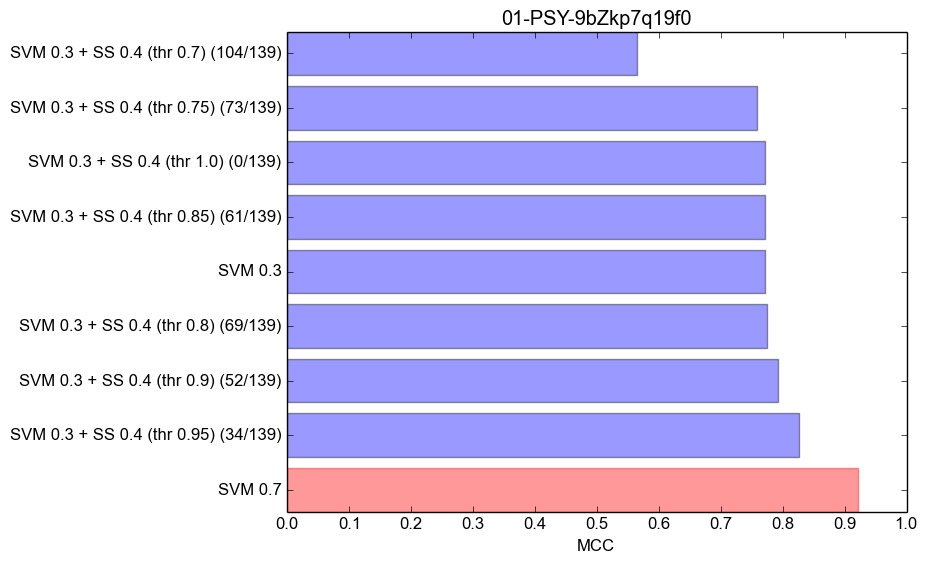 01-PSY-9bZkp7q19f0
SVM 0.3 + SS 0.4 (thr 0.7) (104/139)
SVM 0.3 + SS 0.4 (thr 0.75) (73/139)
SVM 0.3 + SS 0.4 (thr 1.0) (0/139)
SVM 0.3 + SS 0.4 (thr 0.85) (61/139)
SVM 0.3
SVM 0.3 + SS 0.4 (thr 0.8) (69/139)
SVM 0.3 + SS 0.4 (thr 0.9) (52/139)
SVM 0.3 + SS 0.4 (thr 0.95) (34/139)
SVM 0.7
0.0 0.1 0.2 0.3 0.4 0.5 0.6 0.7 0.8 0.9 1.0
MCC